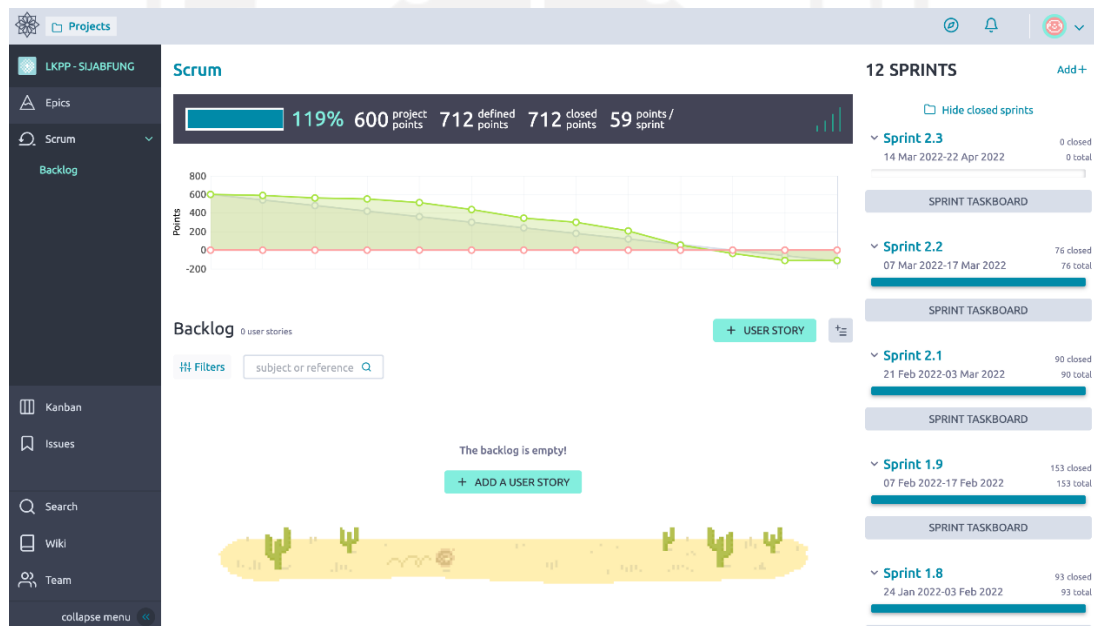 Projects
LKPP - SIJABFUNG
Epics
Scrum
Backlog
Kanban
Issues
Search
Wiki
Team
collapse menu «
Scrum
119% 600 project points 712 defined points 712 closed points 59 points / sprint
Points
800
600
400
200
0
-200
Backlog 0 user stories
+ USER STORY
Filters
subject or reference
The backlog is empty!
+ ADD A USER STORY
12 SPRINTS
Add+
Hide closed sprints
Sprint 2.3 0 closed
14 Mar 2022-22 Apr 2022 0 total
SPRINT TASKBOARD
Sprint 2.2 76 closed
07 Mar 2022-17 Mar 2022 76 total
SPRINT TASKBOARD
Sprint 2.1 90 closed
21 Feb 2022-03 Mar 2022 90 total
SPRINT TASKBOARD
Sprint 1.9 153 closed
07 Feb 2022-17 Feb 2022 153 total
SPRINT TASKBOARD
Sprint 1.8 93 closed
24 Jan 2022-03 Feb 2022 93 total